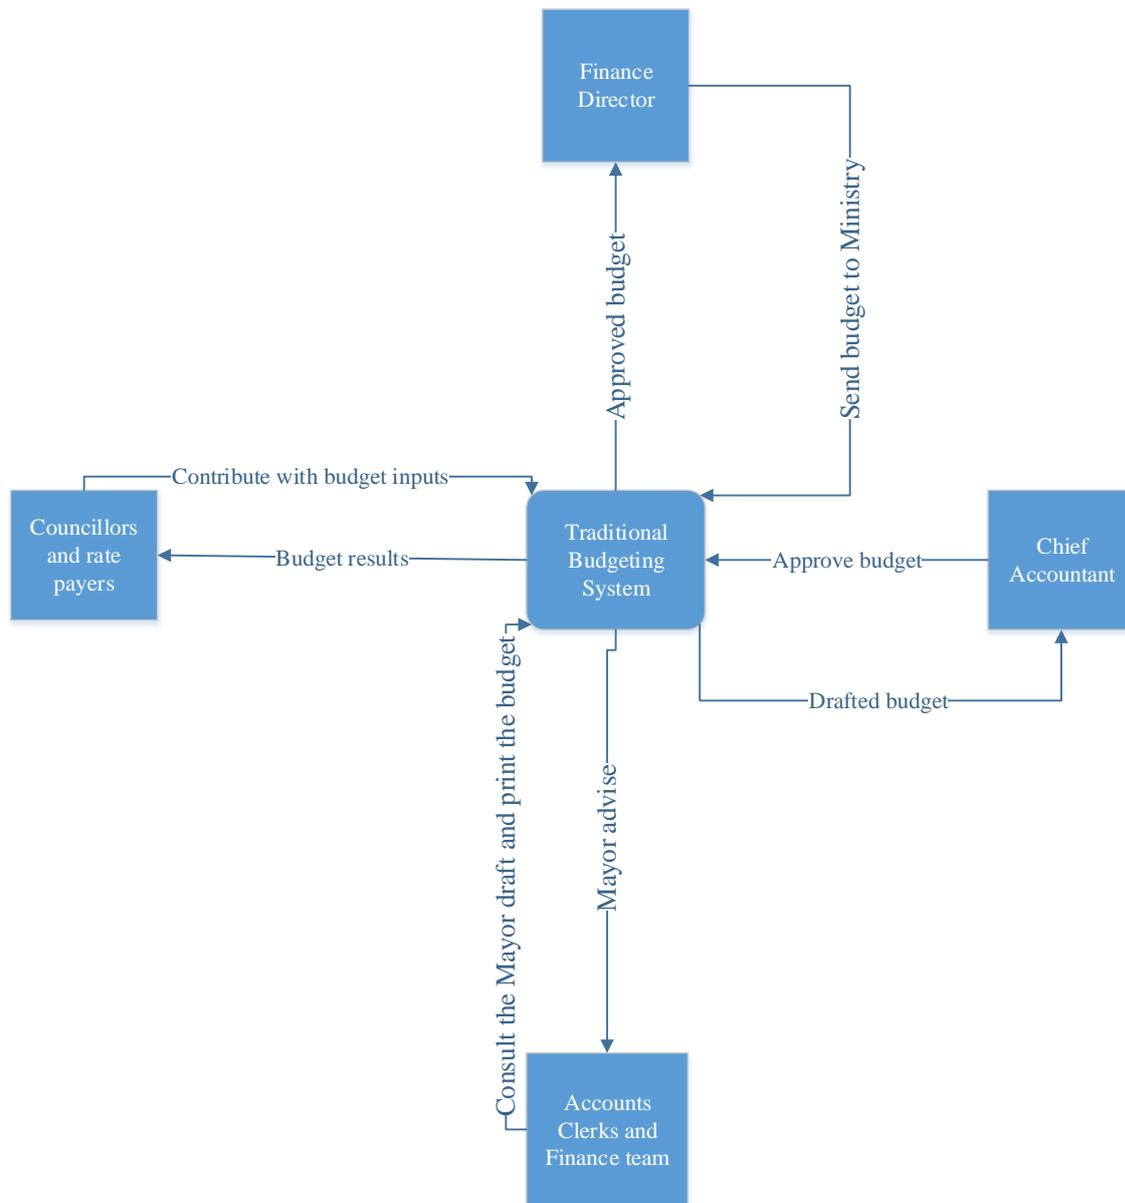 Finance
Director
Send budget to Ministry
Approved budget
Contribute with budget inputs
Councillors
and rate
payers
Budget results
Traditional
Budgeting
System
Approve budget
Chief
Accountant
Drafted budget
Consult the Mayor draft and print the budget
Mayor advise
Accounts
Clerks and
Finance team